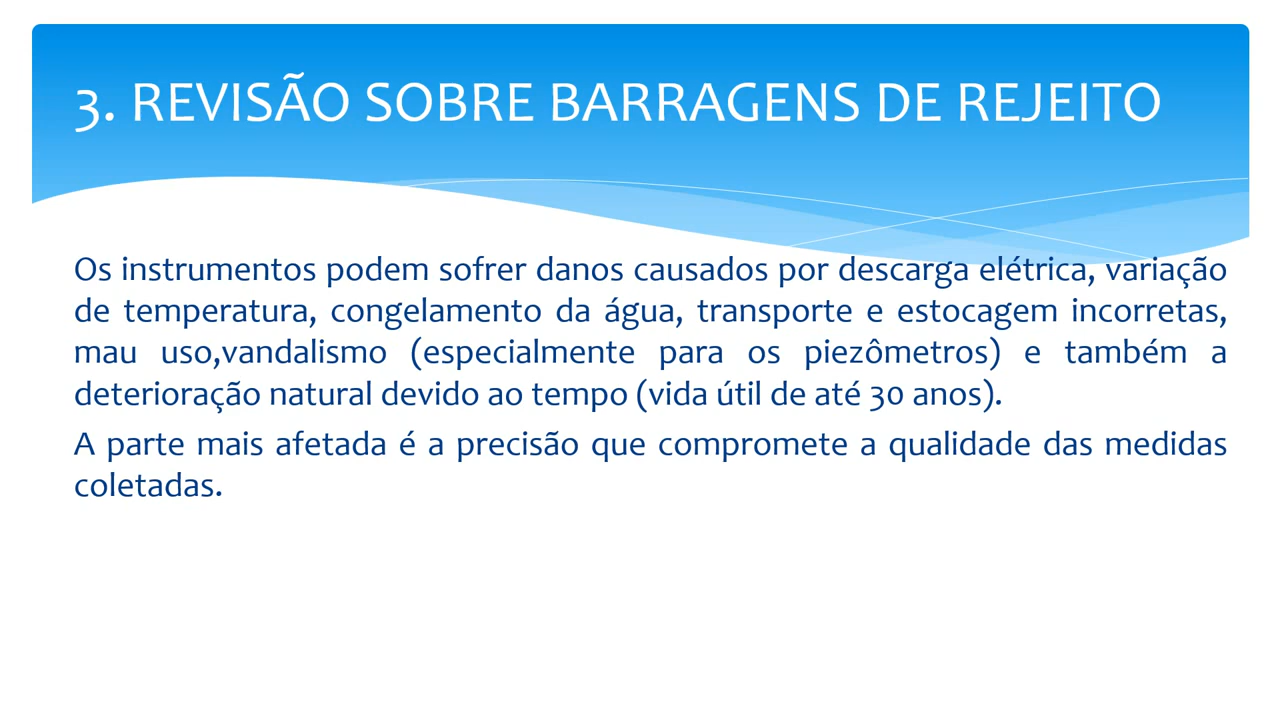 3. REVISÃO SOBRE BARRAGENS DE REJEITO
Os instrumentos podem sofrer danos causados por descarga elétrica, variação
de temperatura, congelamento da água, transporte e estocagem incorretas,
mau uso,vandalismo (especialmente para os piezômetros) e também a
deterioração natural devido ao tempo (vida útil de até 30 anos).
A parte mais afetada é a precisão que compromete a qualidade das medidas
coletadas.